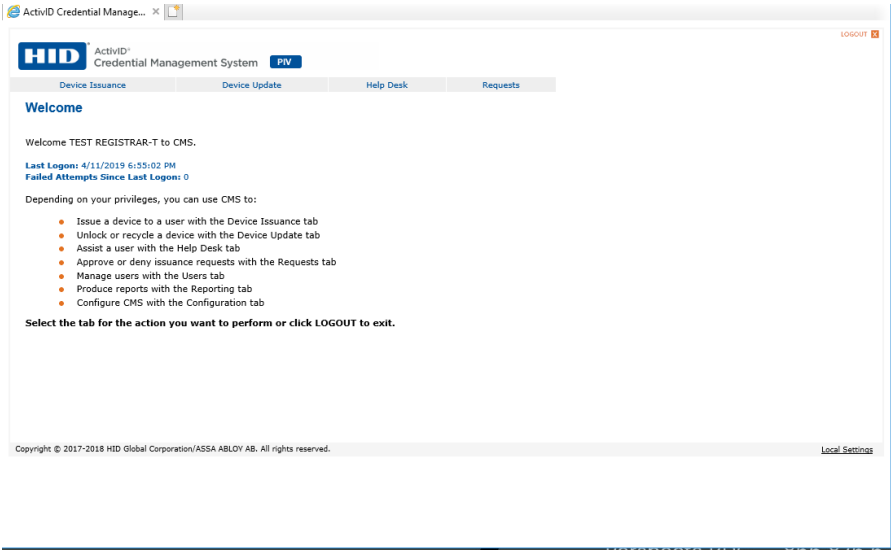 ActivID Credential Manage...
LOGOUT X
HID ActivID®
Credential Management System PIV
Device Issuance Device Update Help Desk Requests
Welcome
Welcome TEST REGISTRAR-T to CMS.
Last Logon: 4/11/2019 6:55:02 PM
Failed Attempts Since Last Logon: 0
Depending on your privileges, you can use CMS to:
Issue a device to a user with the Device Issuance tab
Unlock or recycle a device with the Device Update tab
Assist a user with the Help Desk tab
Approve or deny issuance requests with the Requests tab
Manage users with the Users tab
Produce reports with the Reporting tab
Configure CMS with the Configuration tab
Select the tab for the action you want to perform or click LOGOUT to exit.
Copyright © 2017-2018 HID Global Corporation/ASSA ABLOY AB. All rights reserved. Local Settings